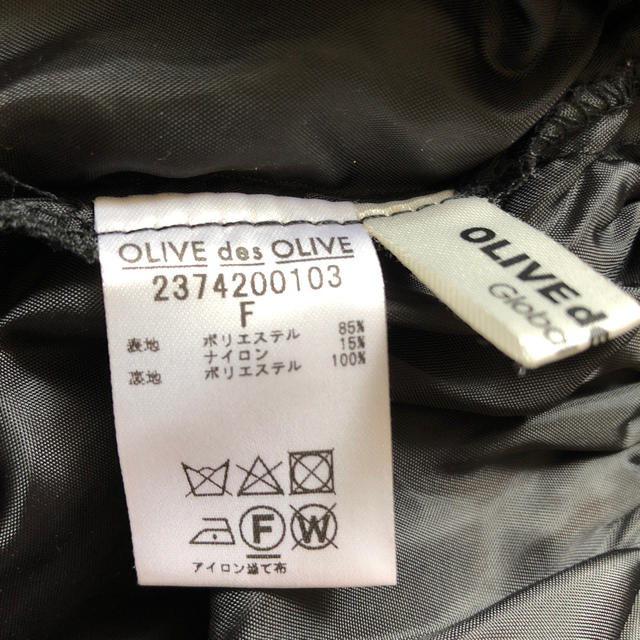 OLIVE des OLIVE
2374200103
F
表地 ポリエステル 85%
ナイロン 15%
裏地 ポリエステル 100%
F W
アイロン当て布
OLIVE de
Globa